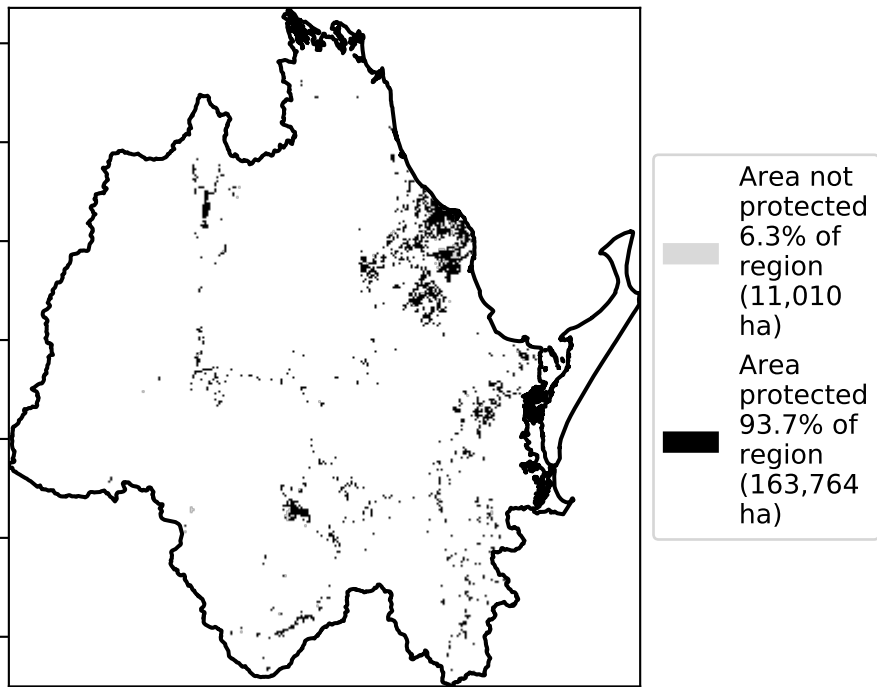 Area not
protected
6.3% of
region
(11,010
ha)
Area
protected
93.7% of
region
(163,764
ha)